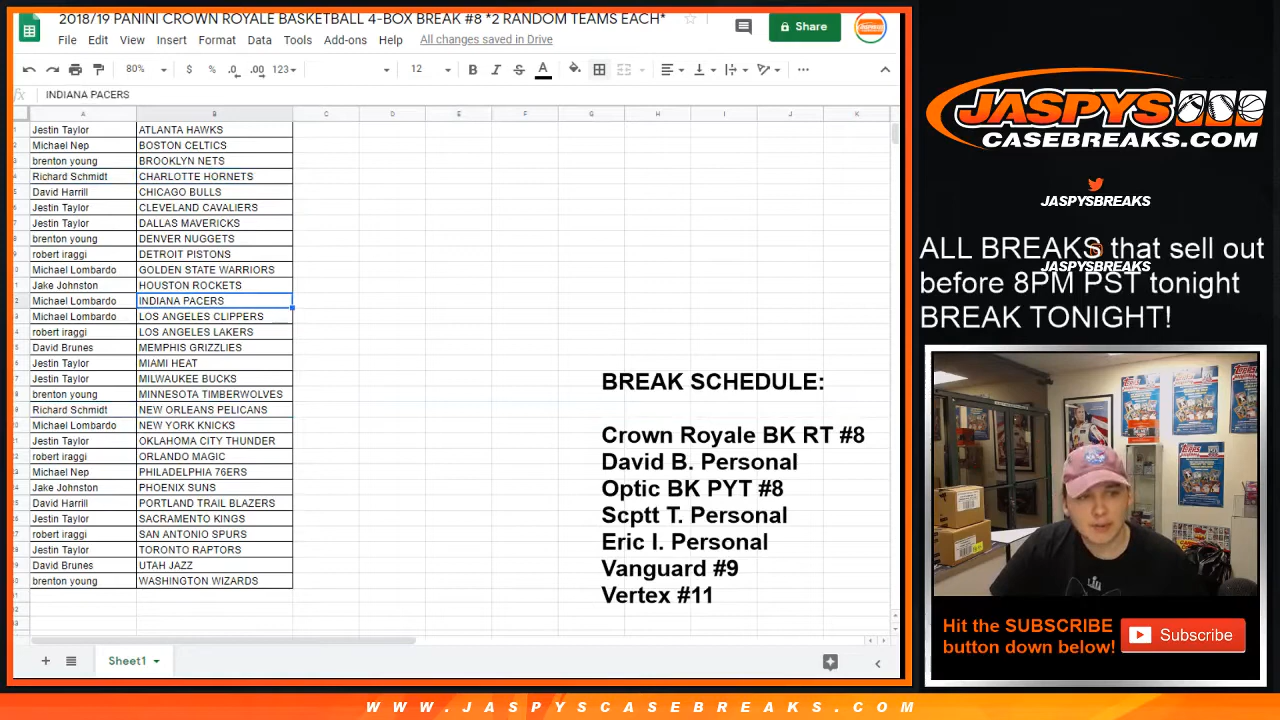 2018/19 PANINI CROWN ROYALE BASKETBALL 4-BOX BREAK #8 *2 RANDOM TEAMS EACH*
File Edit View Insert Format Data Tools Add-ons Help All changes saved in Drive
Share
80% $ % .0 .00 123 12 B I S A
fx INDIANA PACERS
A B C D E F G H I J K
Jestin Taylor ATLANTA HAWKS
Michael Nep BOSTON CELTICS
brenton young BROOKLYN NETS
Richard Schmidt CHARLOTTE HORNETS
David Harrill CHICAGO BULLS
Jestin Taylor CLEVELAND CAVALIERS
Jestin Taylor DALLAS MAVERICKS
brenton young DENVER NUGGETS
robert iraggi DETROIT PISTONS
Michael Lombardo GOLDEN STATE WARRIORS
Jake Johnston HOUSTON ROCKETS
Michael Lombardo INDIANA PACERS
Michael Lombardo LOS ANGELES CLIPPERS
robert iraggi LOS ANGELES LAKERS
David Brunes MEMPHIS GRIZZLIES
Jestin Taylor MIAMI HEAT
Jestin Taylor MILWAUKEE BUCKS
brenton young MINNESOTA TIMBERWOLVES
Richard Schmidt NEW ORLEANS PELICANS
Michael Lombardo NEW YORK KNICKS
Jestin Taylor OKLAHOMA CITY THUNDER
robert iraggi ORLANDO MAGIC
Michael Nep PHILADELPHIA 76ERS
Jake Johnston PHOENIX SUNS
David Harrill PORTLAND TRAIL BLAZERS
Jestin Taylor SACRAMENTO KINGS
robert iraggi SAN ANTONIO SPURS
Jestin Taylor TORONTO RAPTORS
David Brunes UTAH JAZZ
brenton young WASHINGTON WIZARDS
BREAK SCHEDULE:
Crown Royale BK RT #8
David B. Personal
Optic BK PYT #8
Scptt T. Personal
Eric I. Personal
Vanguard #9
Vertex #11
Sheet1
JASPYS
CASEBREAKS.COM
JASPYSBREAKS
ALL BREAKS that sell out
JASPYSBREAKS
before 8PM PST tonight
BREAK TONIGHT!
Hit the SUBSCRIBE
button down below!
Subscribe
WWW.JASPYSCASEBREAKS.COM